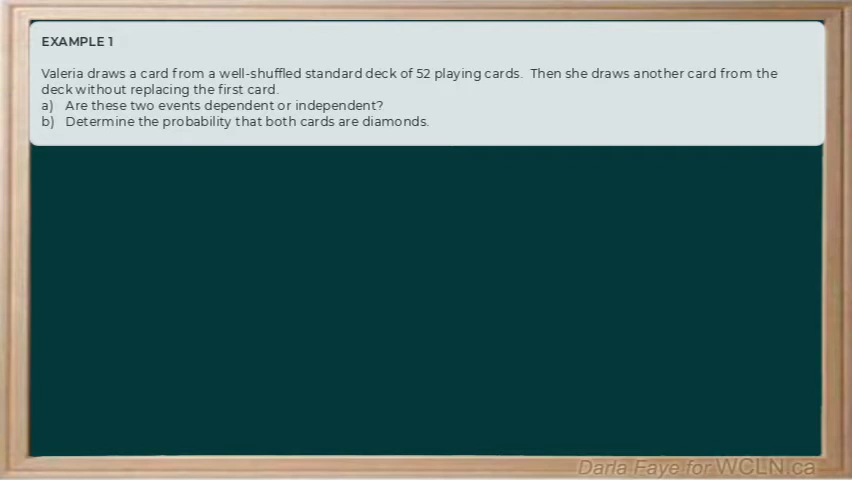 EXAMPLE 1
Valeria draws a card from a well-shuffled standard deck of 52 playing cards.  Then she draws another card from the
deck without replacing the first card.
a)   Are these two events dependent or independent?
b)   Determine the probability that both cards are diamonds.
Darla Faye for WCLN.ca